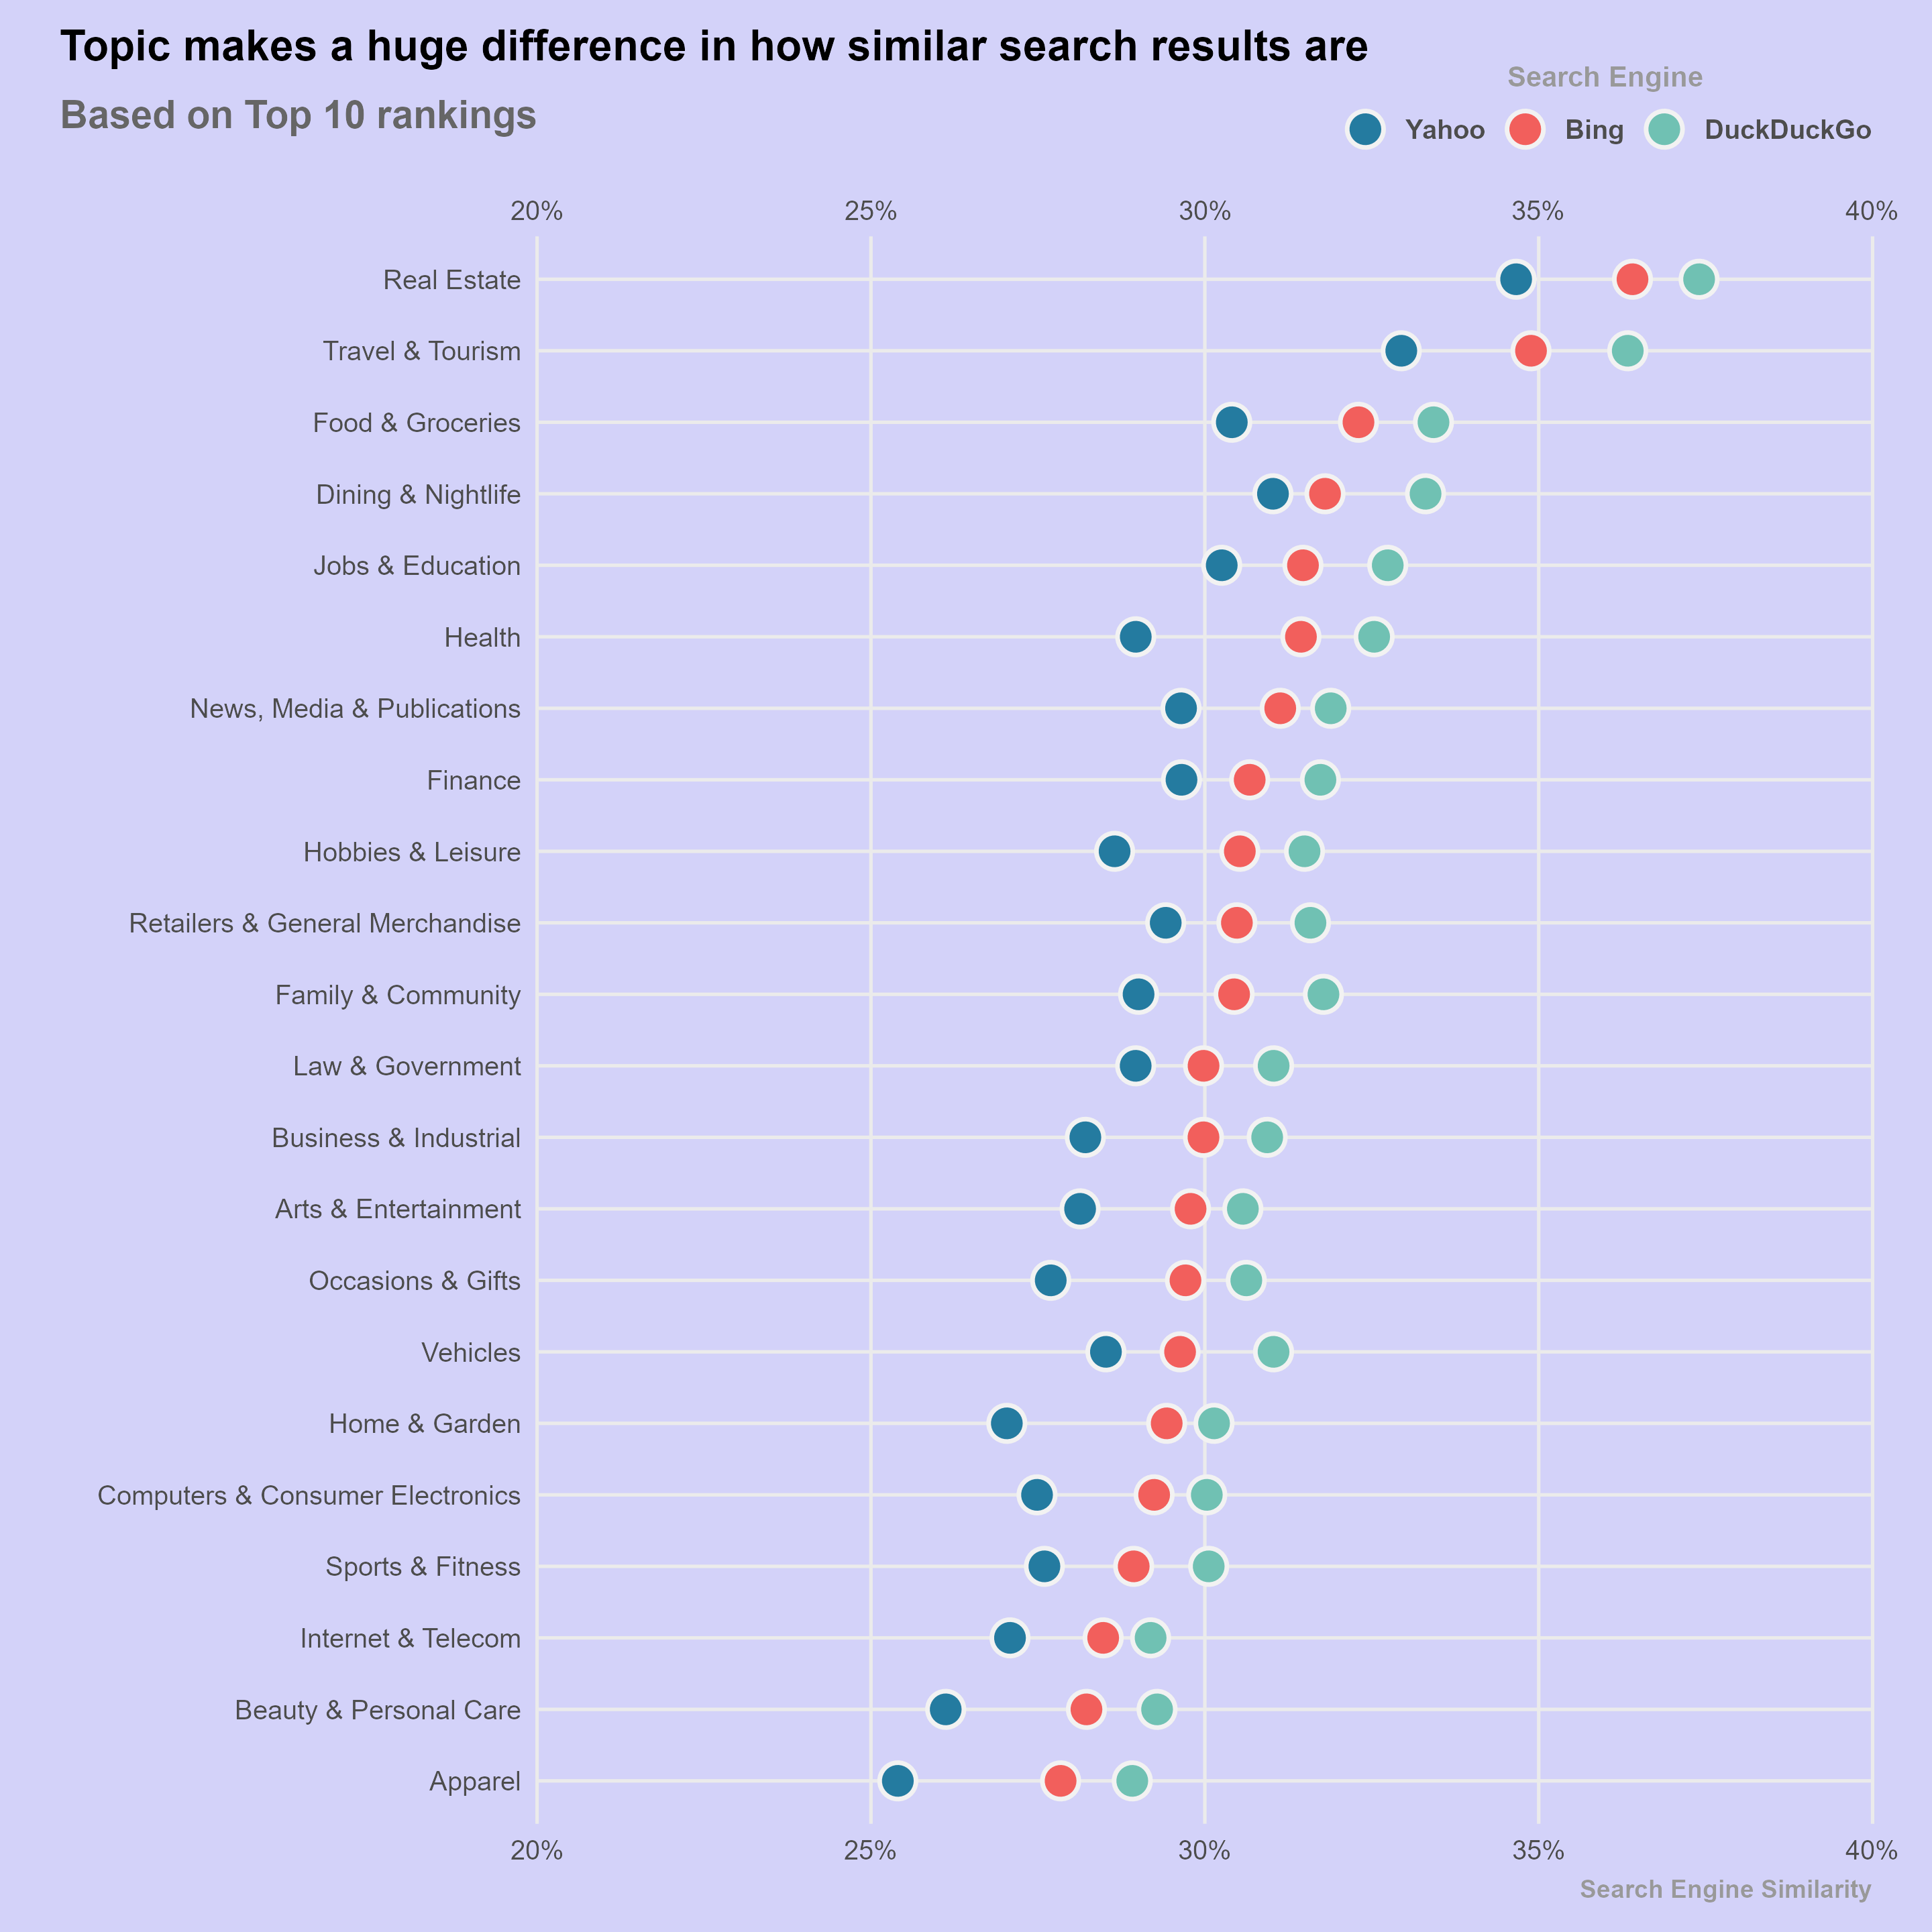 Topic makes a huge difference in how similar search results are
Based on Top 10 rankings
Search Engine
Yahoo Bing DuckDuckGo
20% 25% 30% 35% 40%
Real Estate
Travel & Tourism
Food & Groceries
Dining & Nightlife
Jobs & Education
Health
News, Media & Publications
Finance
Hobbies & Leisure
Retailers & General Merchandise
Family & Community
Law & Government
Business & Industrial
Arts & Entertainment
Occasions & Gifts
Vehicles
Home & Garden
Computers & Consumer Electronics
Sports & Fitness
Internet & Telecom
Beauty & Personal Care
Apparel
20% 25% 30% 35% 40%
Search Engine Similarity